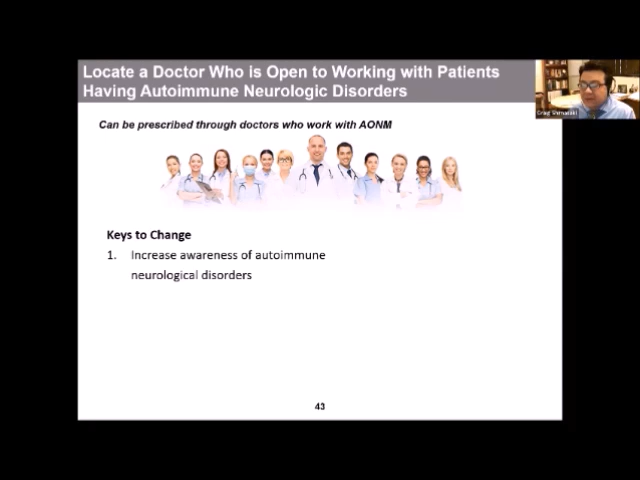 Locate a Doctor Who is Open to Working with Patients
Having Autoimmune Neurologic Disorders
Can be prescribed through doctors who work with AONM
Keys to Change
1. Increase awareness of autoimmune
neurological disorders
43